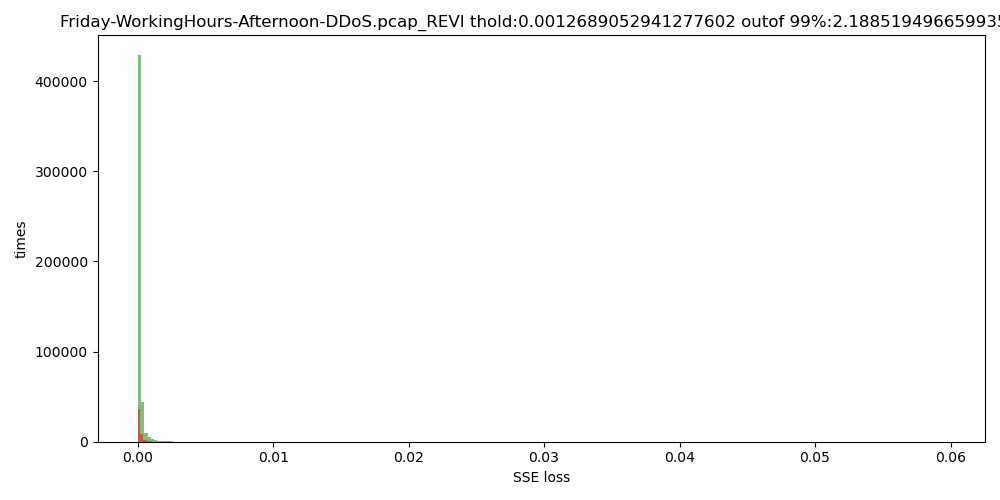 Friday-WorkingHours-Afternoon-DDoS.pcap_REVI thold:0.0012689052941277602 outof 99%:2.188519496659935
400000
300000
200000
100000
0
times
0.00 0.01 0.02 0.03 0.04 0.05 0.06
SSE loss